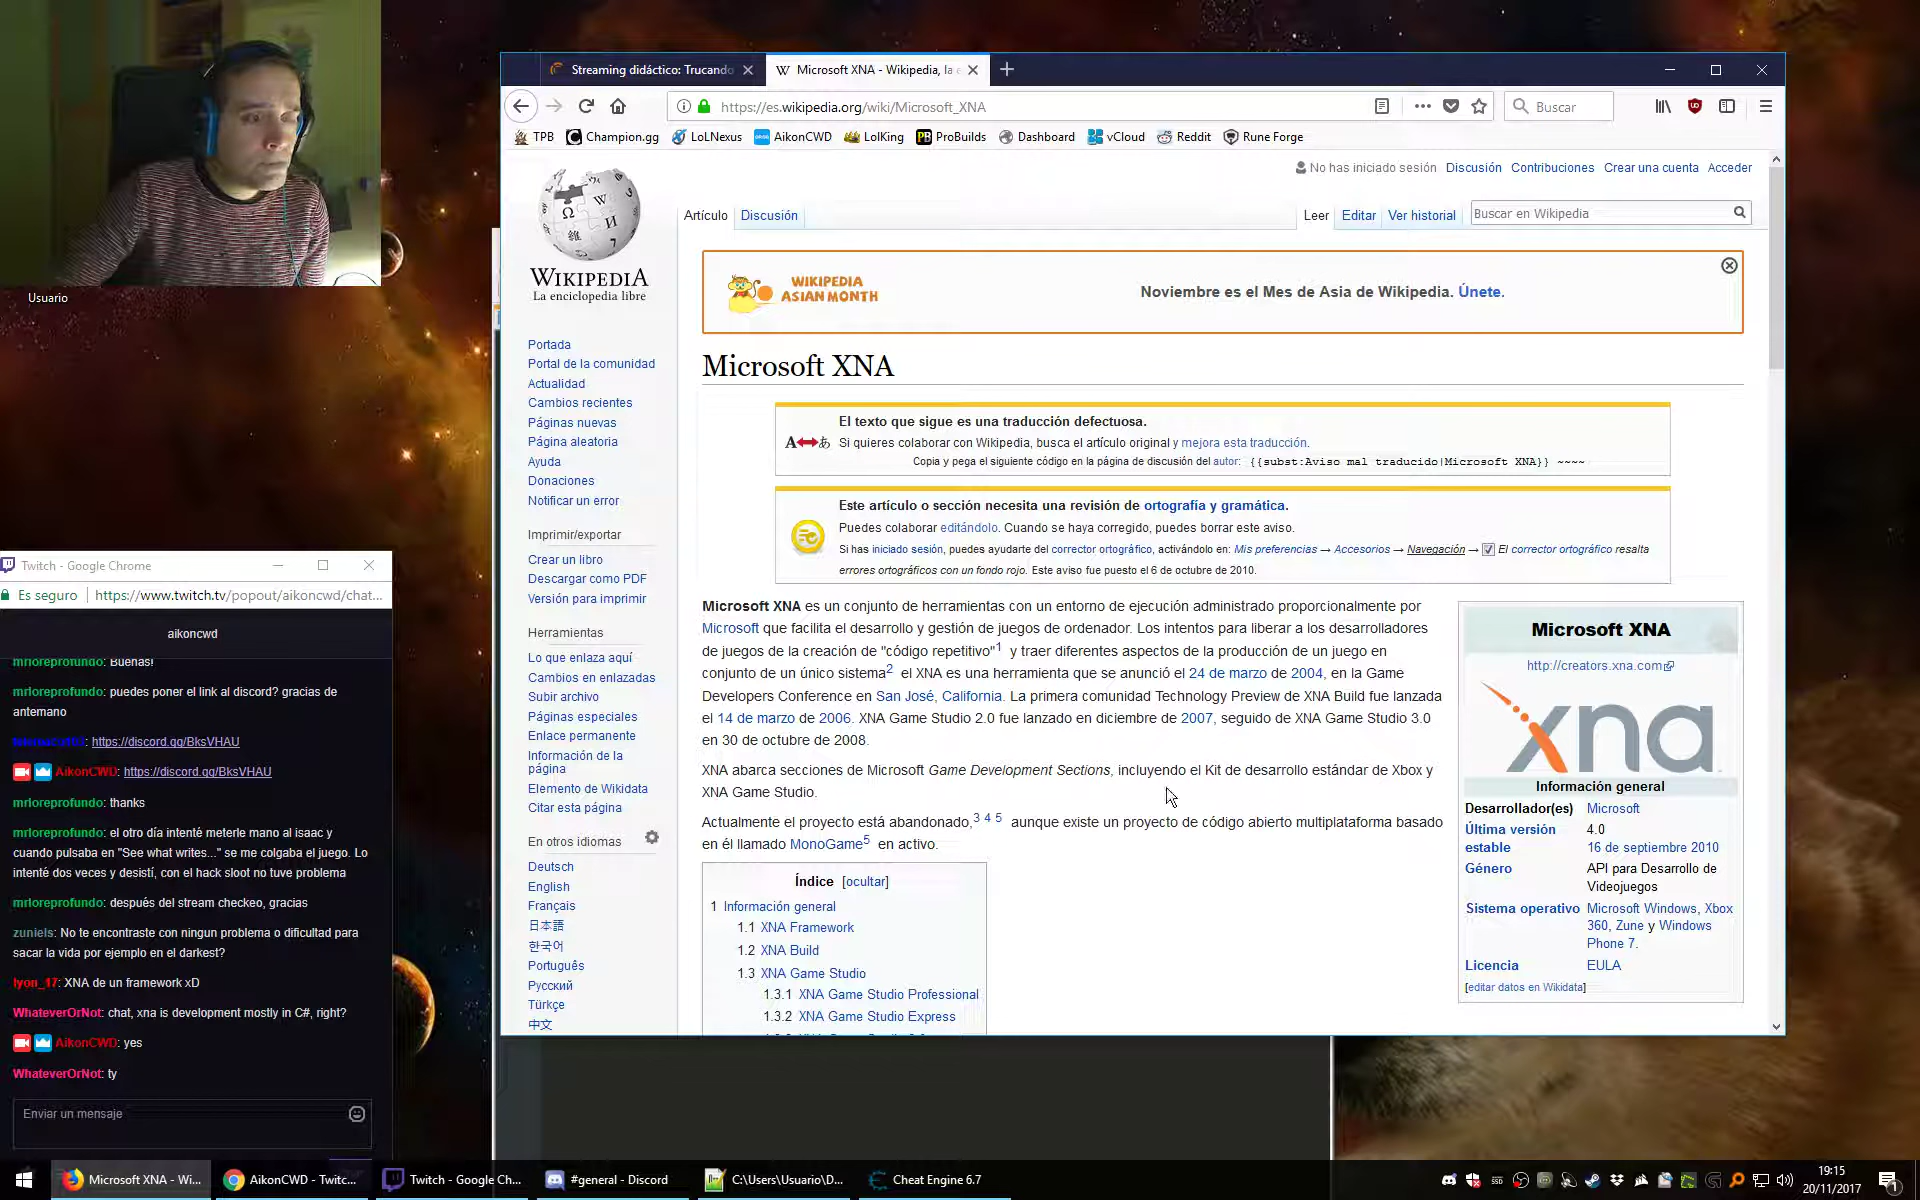 Streaming didáctico: Trucando
Microsoft XNA - Wikipedia, la e
https://es.wikipedia.org/wiki/Microsoft_XNA
Buscar
TPB
Champion.gg
LoLNexus
AikonCWD
LolKing
ProBuilds
Dashboard
vCloud
Reddit
Rune Forge
No has iniciado sesión Discusión Contribuciones Crear una cuenta Acceder
Artículo Discusión
Leer Editar Ver historial
Buscar en Wikipedia
WIKIPEDIA
La enciclopedia libre
Usuario
WIKIPEDIA
ASIAN MONTH
Noviembre es el Mes de Asia de Wikipedia. Únete.
Portada
Portal de la comunidad
Actualidad
Cambios recientes
Páginas nuevas
Página aleatoria
Ayuda
Donaciones
Notificar un error
Imprimir/exportar
Crear un libro
Descargar como PDF
Versión para imprimir
Herramientas
Lo que enlaza aquí
Cambios en enlazadas
Subir archivo
Páginas especiales
Enlace permanente
Información de la
página
Elemento de Wikidata
Citar esta página
En otros idiomas
Deutsch
English
Français
日本語
한국어
Português
Русский
Türkçe
中文
Microsoft XNA
El texto que sigue es una traducción defectuosa.
Si quieres colaborar con Wikipedia, busca el artículo original y mejora esta traducción.
Copia y pega el siguiente código en la página de discusión del autor: {{subst:Aviso mal traducido|Microsoft XNA}} ~~~~
Este artículo o sección necesita una revisión de ortografía y gramática.
Puedes colaborar editándolo. Cuando se haya corregido, puedes borrar este aviso.
Si has iniciado sesión, puedes ayudarte del corrector ortográfico, activándolo en: Mis preferencias → Accesorios → Navegación → El corrector ortográfico resalta
errores ortográficos con un fondo rojo. Este aviso fue puesto el 6 de octubre de 2010.
Microsoft XNA es un conjunto de herramientas con un entorno de ejecución administrado proporcionalmente por
Microsoft que facilita el desarrollo y gestión de juegos de ordenador. Los intentos para liberar a los desarrolladores
de juegos de la creación de "código repetitivo"1 y traer diferentes aspectos de la producción de un juego en
conjunto de un único sistema2 el XNA es una herramienta que se anunció el 24 de marzo de 2004, en la Game
Developers Conference en San José, California. La primera comunidad Technology Preview de XNA Build fue lanzada
el 14 de marzo de 2006. XNA Game Studio 2.0 fue lanzado en diciembre de 2007, seguido de XNA Game Studio 3.0
en 30 de octubre de 2008.
XNA abarca secciones de Microsoft Game Development Sections, incluyendo el Kit de desarrollo estándar de Xbox y
XNA Game Studio.
Actualmente el proyecto está abandonado,3 4 5 aunque existe un proyecto de código abierto multiplataforma basado
en él llamado MonoGame5 en activo.
Índice [ocultar]
1 Información general
1.1 XNA Framework
1.2 XNA Build
1.3 XNA Game Studio
1.3.1 XNA Game Studio Professional
1.3.2 XNA Game Studio Express
Microsoft XNA
http://creators.xna.com
xna
Información general
Desarrollador(es) Microsoft
Última versión 4.0
estable 16 de septiembre 2010
Género API para Desarrollo de
Videojuegos
Sistema operativo Microsoft Windows, Xbox
360, Zune y Windows
Phone 7.
Licencia EULA
[editar datos en Wikidata]
Twitch - Google Chrome
Es seguro https://www.twitch.tv/popout/aikoncwd/chat...
aikoncwd
mrloreprofundo: Buenas!
mrloreprofundo: puedes poner el link al discord? gracias de
antemano
https://discord.gg/BksVHAU
AikonCWD: https://discord.gg/BksVHAU
mrloreprofundo: thanks
mrloreprofundo: el otro día intenté meterle mano al isaac y
cuando pulsaba en "See what writes..." se me colgaba el juego. Lo
intenté dos veces y desistí, con el hack sloot no tuve problema
mrloreprofundo: después del stream checkeo, gracias
zuniels: No te encontraste con ningun problema o dificultad para
sacar la vida por ejemplo en el darkest?
lyon_17: XNA de un framework xD
WhateverOrNot: chat, xna is development mostly in C#, right?
AikonCWD: yes
WhateverOrNot: ty
Enviar un mensaje
Microsoft XNA - Wi...
AikonCWD - Twitc...
Twitch - Google Ch...
#general - Discord
C:\Users\Usuario\D...
Cheat Engine 6.7
19:15
20/11/2017